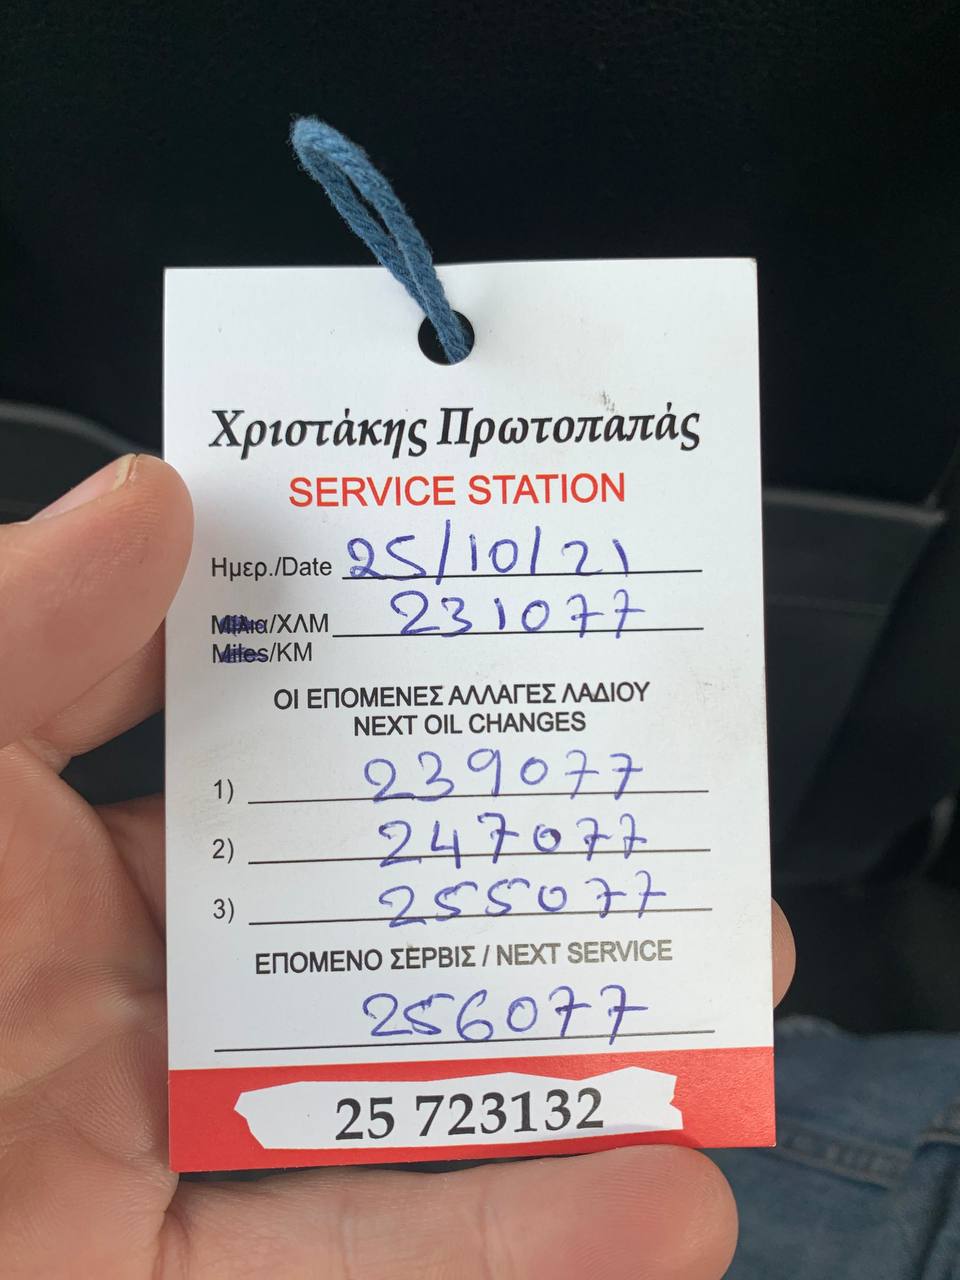 Χριστάκης Πρωτοπαπάς
SERVICE STATION
Ημερ./Date 25/10/21
Μίλια/ΧΛΜ 231077
Miles/KM
ΟΙ ΕΠΟΜΕΝΕΣ ΑΛΛΑΓΕΣ ΛΑΔΙΟΥ
NEXT OIL CHANGES
1) 239077
2) 247077
3) 255077
ΕΠΟΜΕΝΟ ΣΕΡΒΙΣ / NEXT SERVICE
256077
25 723132